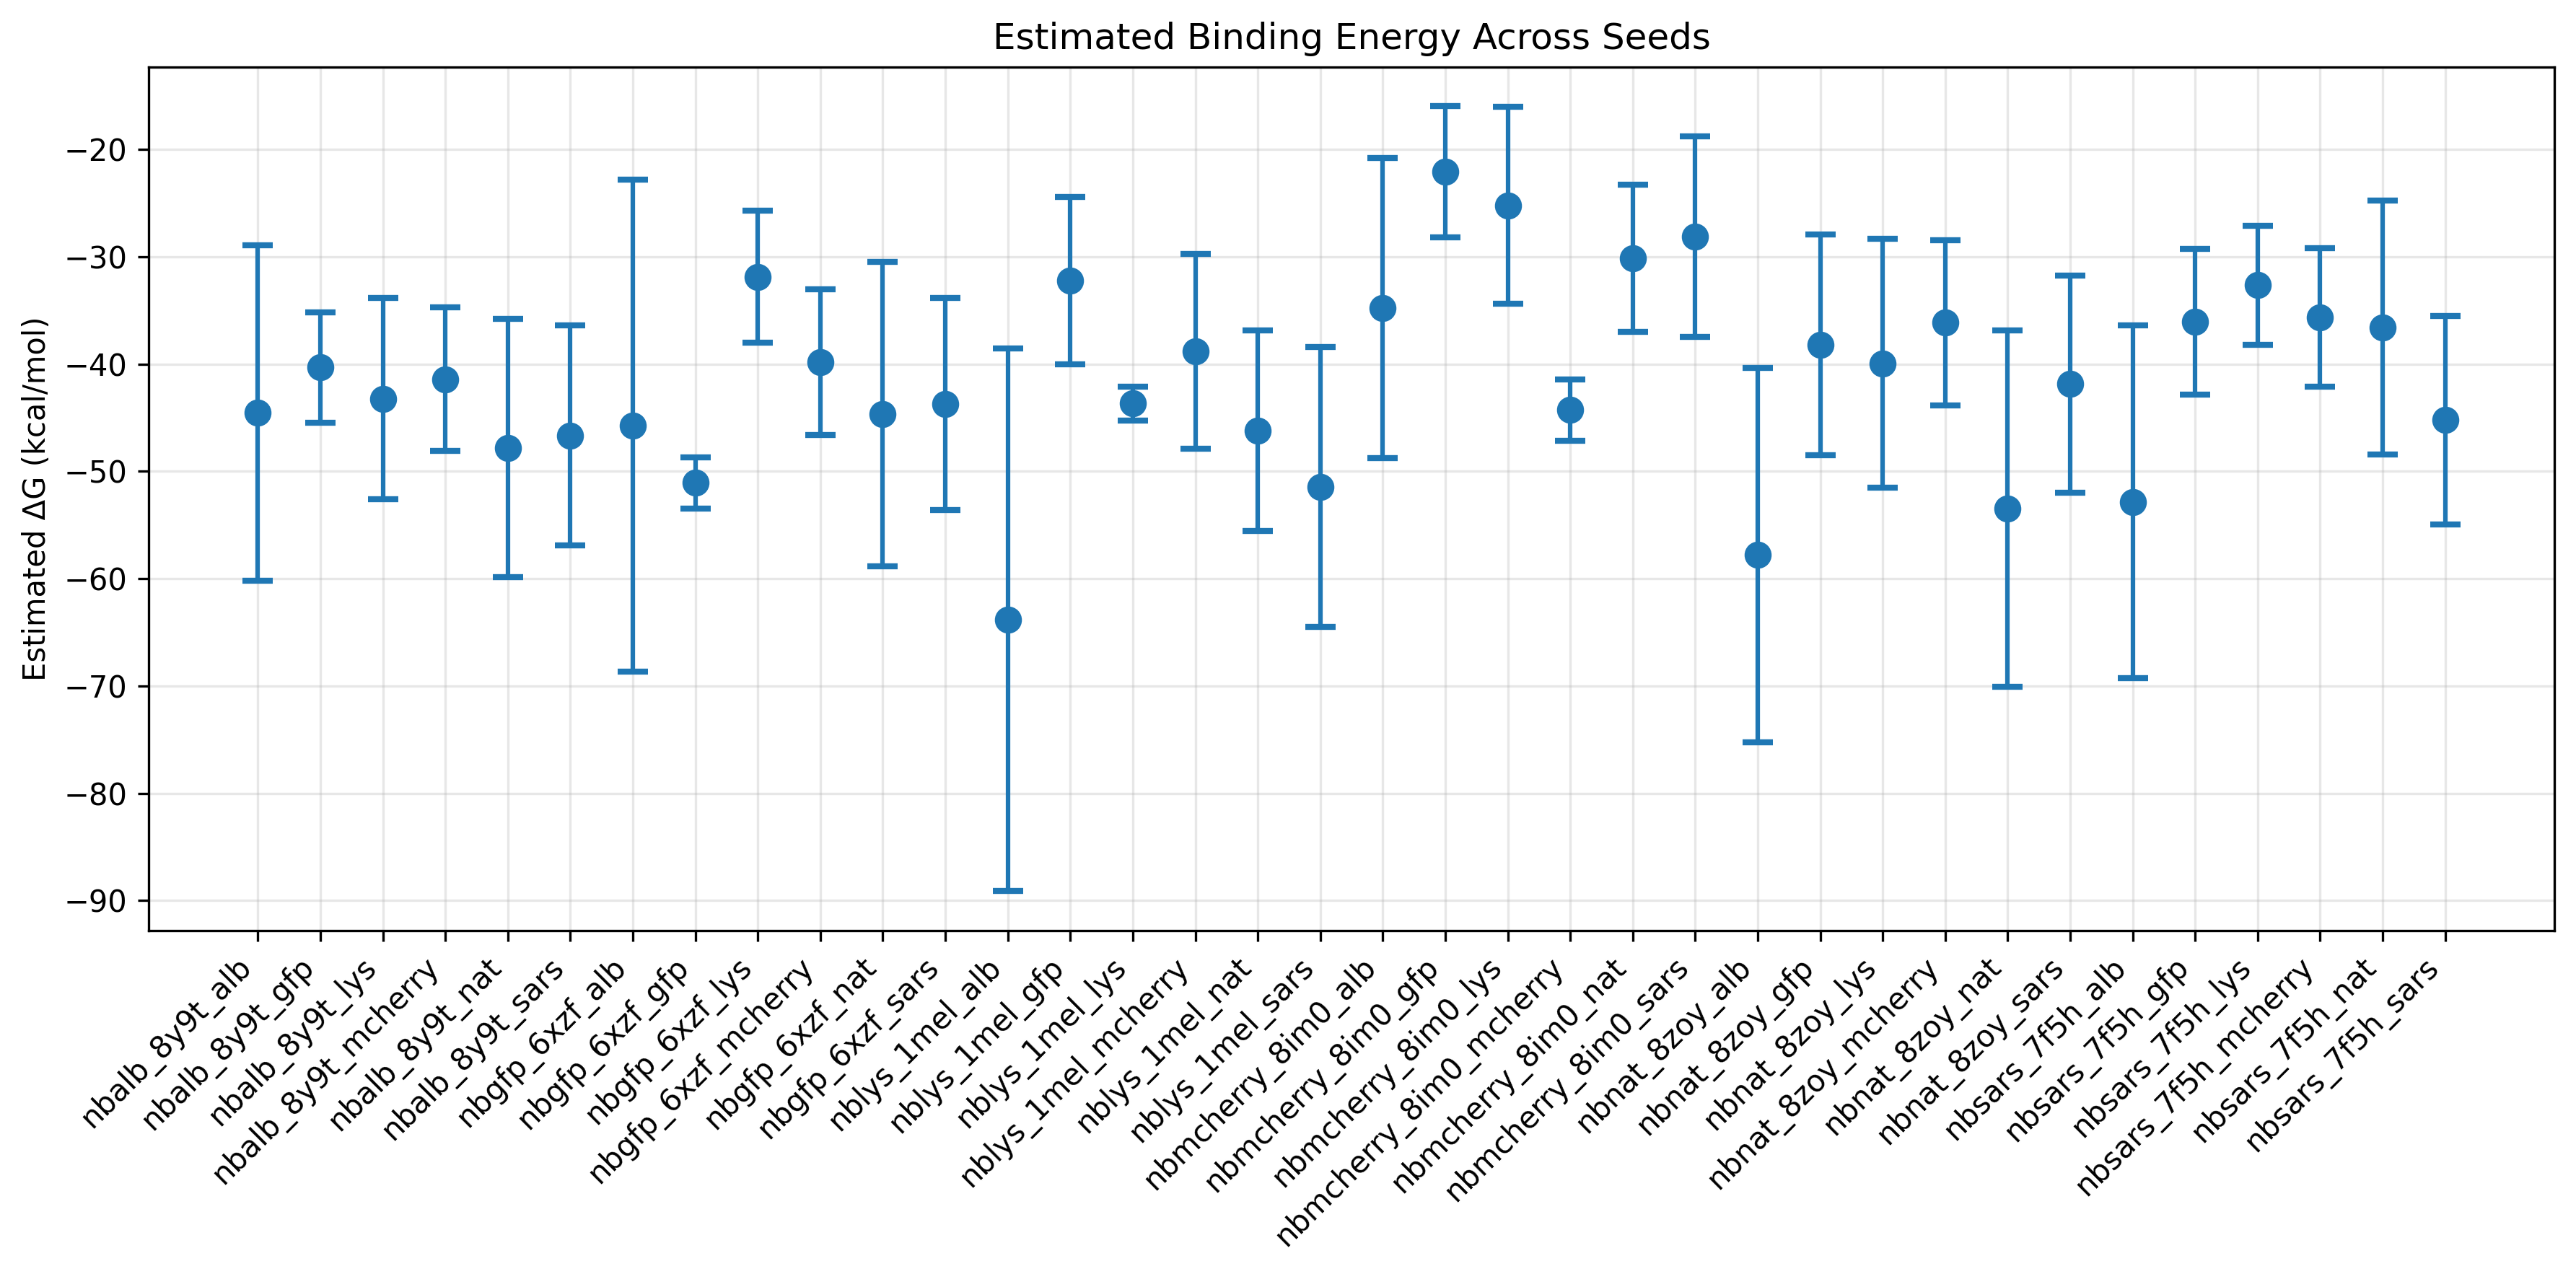 Estimated Binding Energy Across Seeds
Estimated ΔG (kcal/mol)
−20
−30
−40
−50
−60
−70
−80
−90
nbalb_8y9t_alb
nbalb_8y9t_gfp
nbalb_8y9t_lys
nbalb_8y9t_mcherry
nbalb_8y9t_nat
nbalb_8y9t_sars
nbgfp_6xzf_alb
nbgfp_6xzf_gfp
nbgfp_6xzf_lys
nbgfp_6xzf_mcherry
nbgfp_6xzf_nat
nbgfp_6xzf_sars
nblys_1mel_alb
nblys_1mel_gfp
nblys_1mel_lys
nblys_1mel_mcherry
nblys_1mel_nat
nblys_1mel_sars
nbmcherry_8im0_alb
nbmcherry_8im0_gfp
nbmcherry_8im0_lys
nbmcherry_8im0_mcherry
nbmcherry_8im0_nat
nbmcherry_8im0_sars
nbnat_8zoy_alb
nbnat_8zoy_gfp
nbnat_8zoy_lys
nbnat_8zoy_mcherry
nbnat_8zoy_nat
nbnat_8zoy_sars
nbsars_7f5h_alb
nbsars_7f5h_gfp
nbsars_7f5h_lys
nbsars_7f5h_mcherry
nbsars_7f5h_nat
nbsars_7f5h_sars